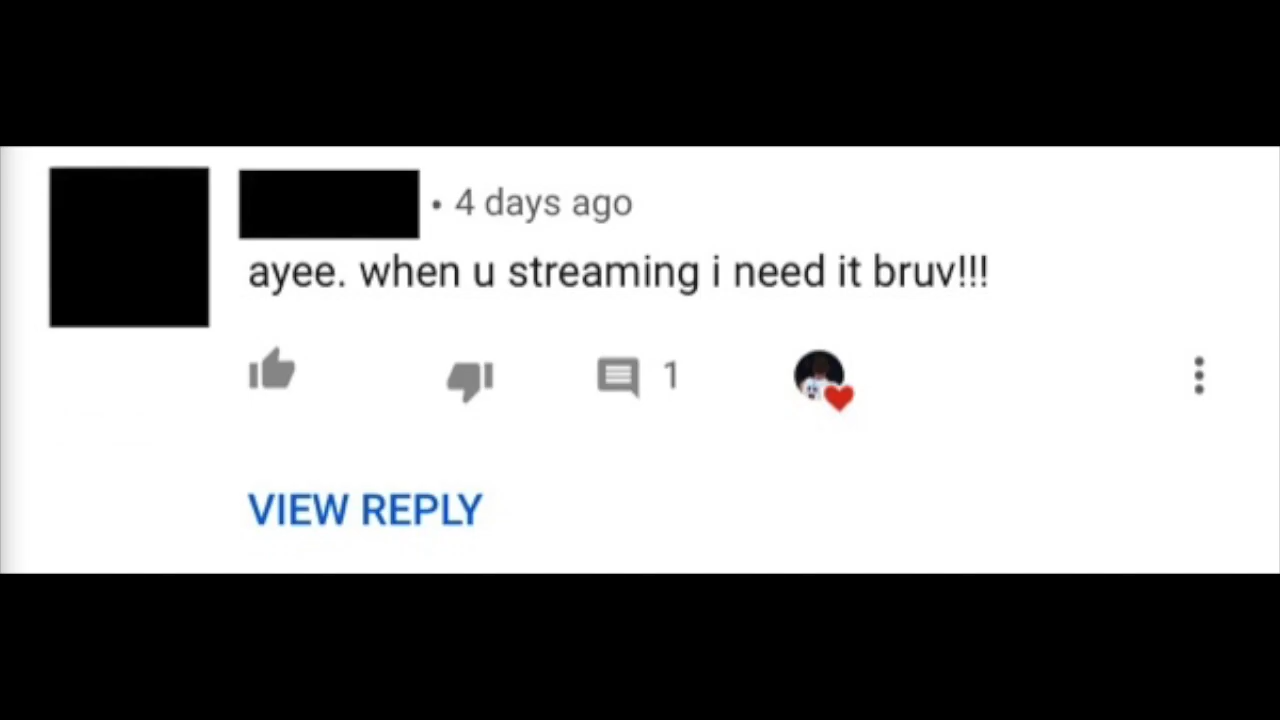 • 4 days ago
ayee. when u streaming i need it bruv!!!
1
VIEW REPLY